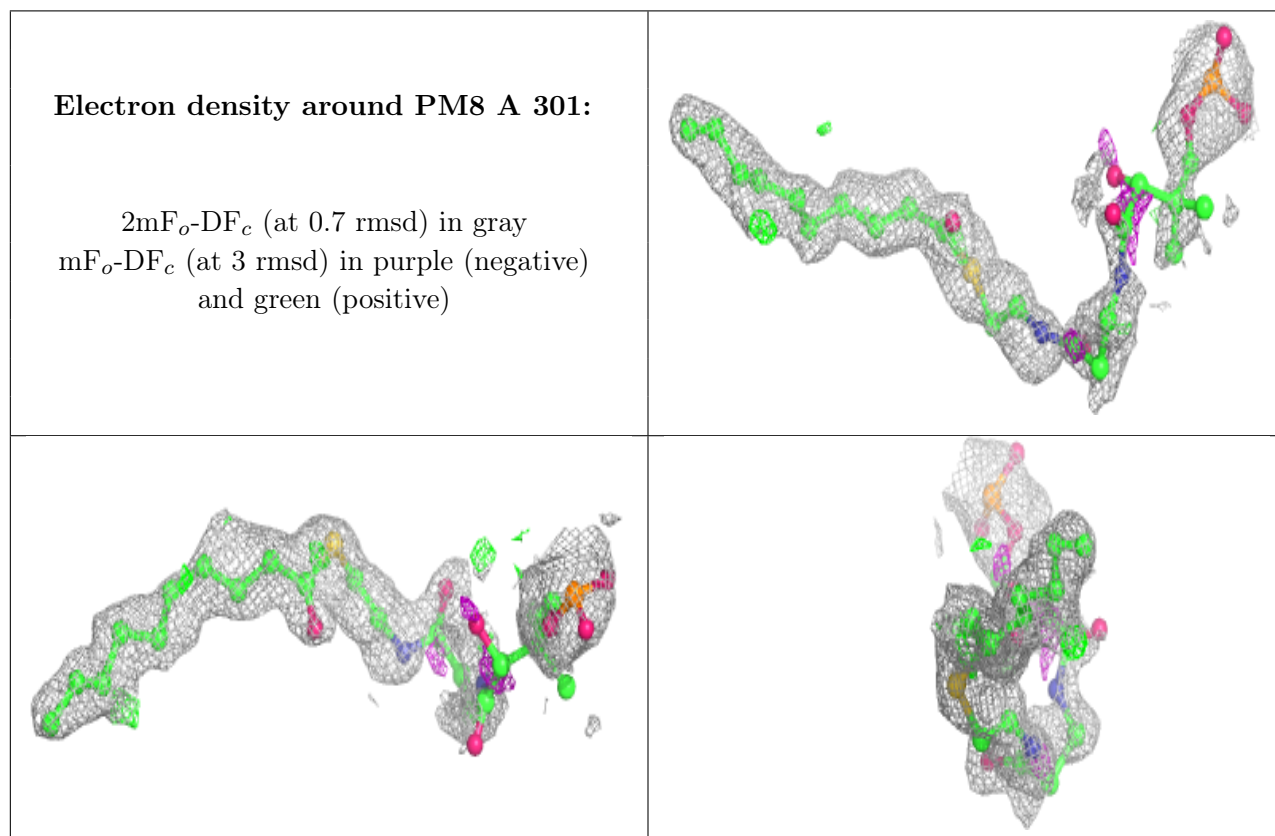 Electron density around PM8 A 301:
2mFo-DFc (at 0.7 rmsd) in gray
mFo-DFc (at 3 rmsd) in purple (negative)
and green (positive)